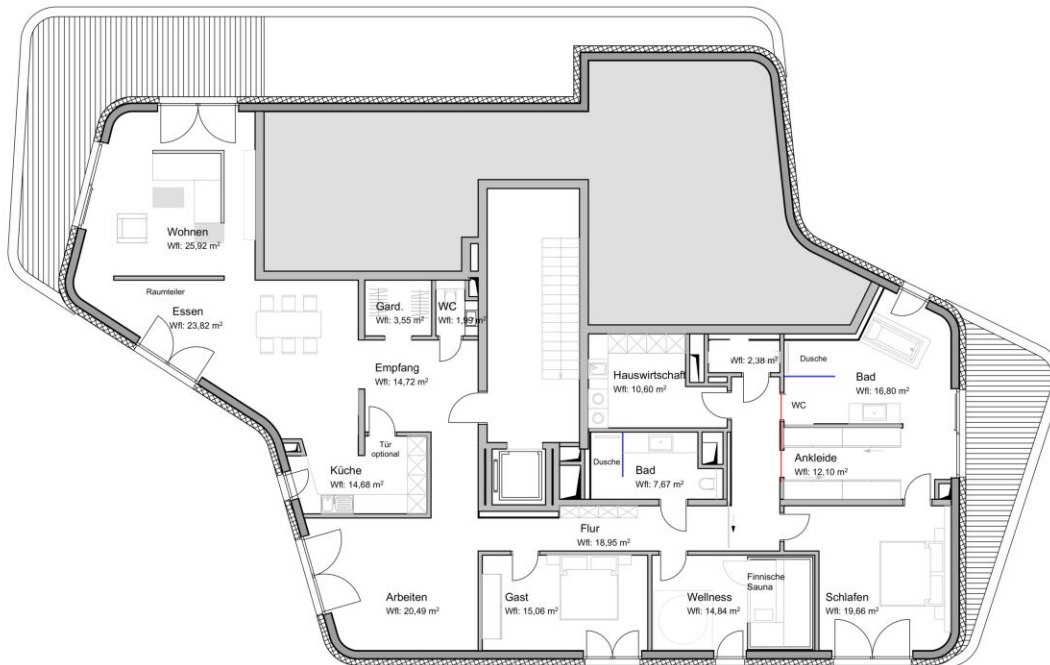 Wohnen
Wfl: 25,92 m²
Raumteiler
Essen
Wfl: 23,82 m²
Gard.
Wfl: 3,55 m²
WC
Wfl: 1,99 m²
Empfang
Wfl: 14,72 m²
Tür
optional
Küche
Wfl: 14,68 m²
Hauswirtschaft
Wfl: 10,60 m²
Wfl: 2,38 m²
Dusche
Bad
Wfl: 16,80 m²
WC
Ankleide
Wfl: 12,10 m²
Dusche
Bad
Wfl: 7,67 m²
Flur
Wfl: 18,95 m²
Arbeiten
Wfl: 20,49 m²
Gast
Wfl: 15,06 m²
Wellness
Wfl: 14,84 m²
Finnische
Sauna
Schlafen
Wfl: 19,66 m²